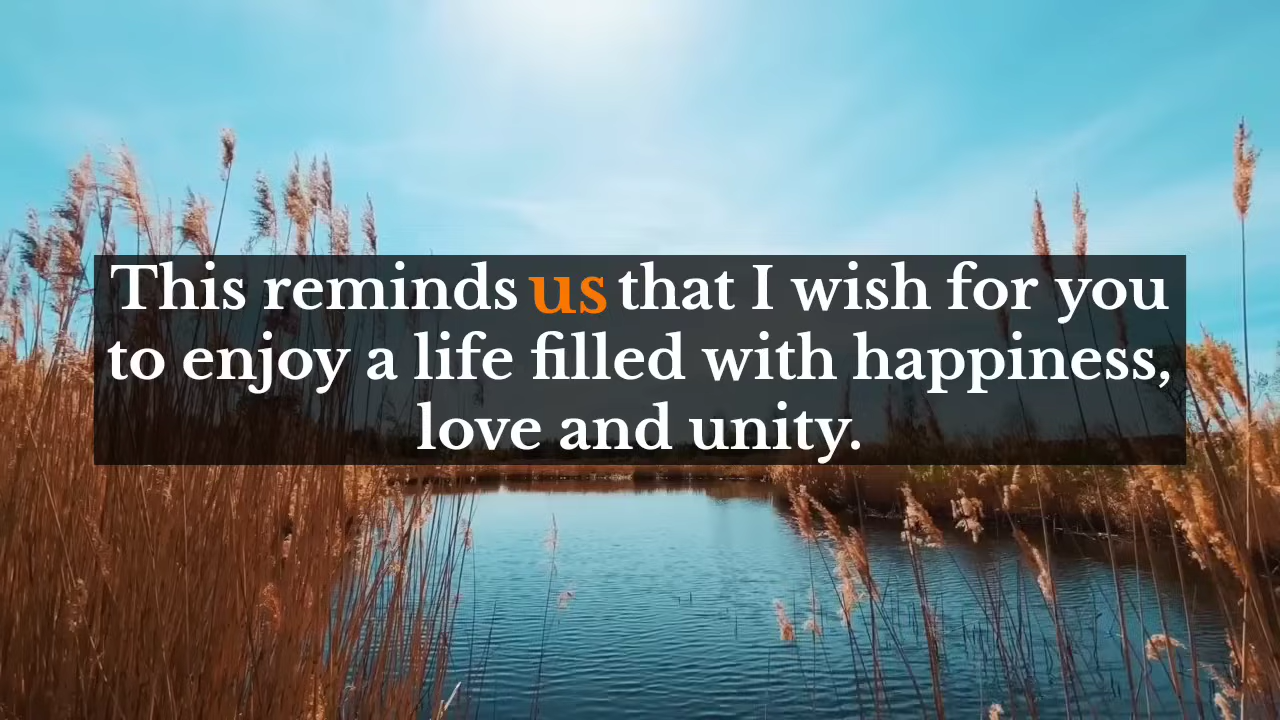 This reminds us that I wish for you
to enjoy a life filled with happiness,
love and unity.